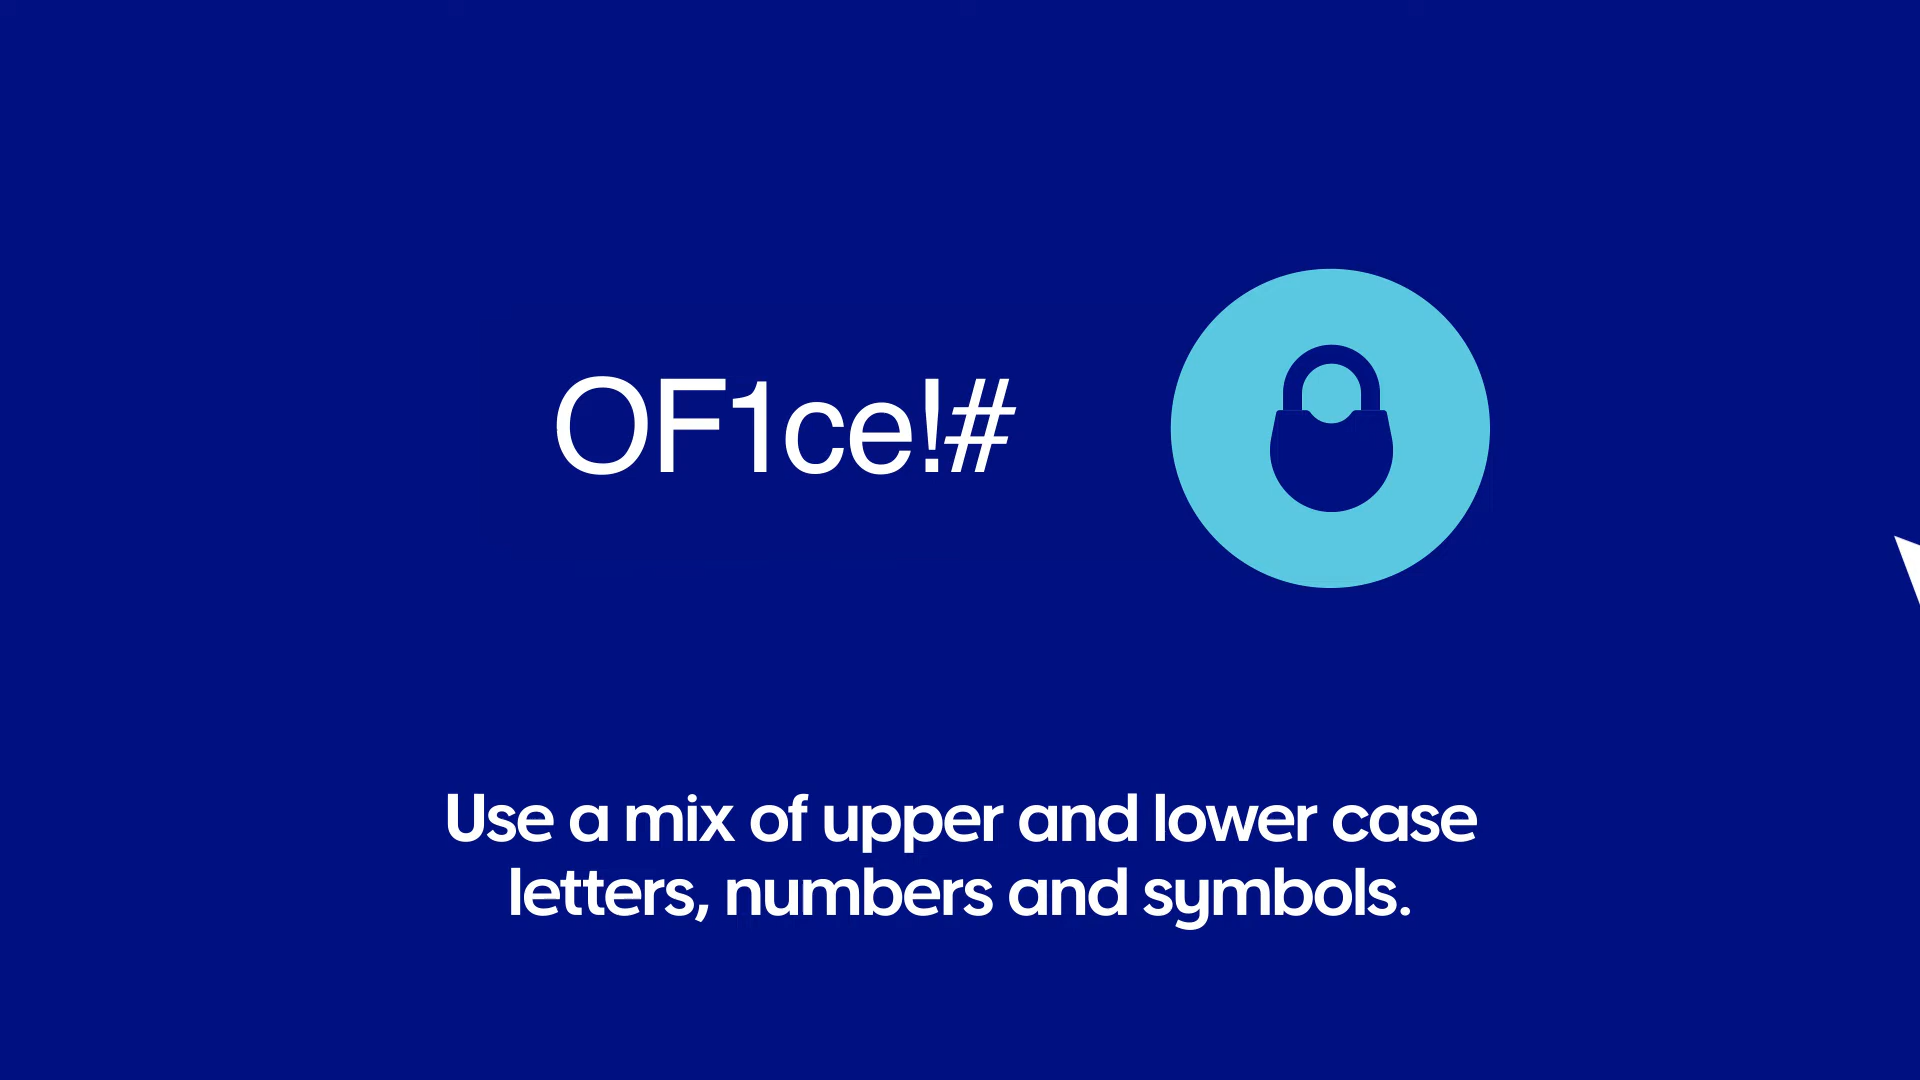 OF1ce!#
Use a mix of upper and lower case
letters, numbers and symbols.